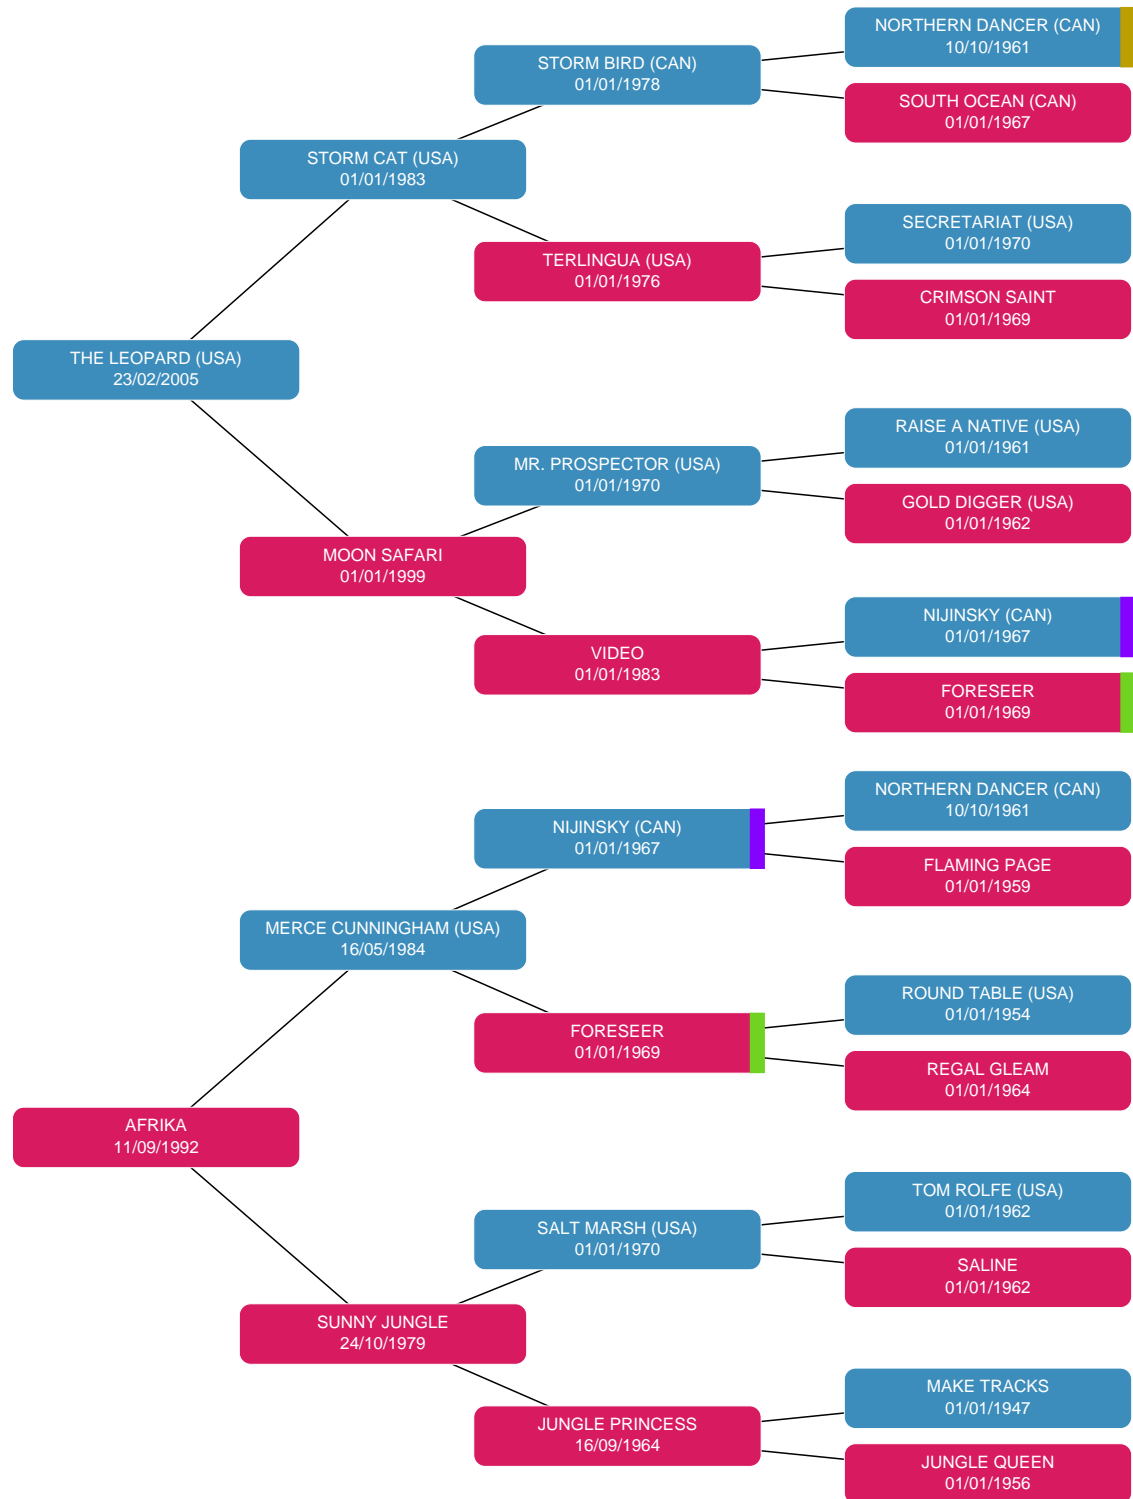 NORTHERN DANCER (CAN)
10/10/1961
STORM BIRD (CAN)
01/01/1978
SOUTH OCEAN (CAN)
01/01/1967
STORM CAT (USA)
01/01/1983
SECRETARIAT (USA)
01/01/1970
TERLINGUA (USA)
01/01/1976
CRIMSON SAINT
01/01/1969
THE LEOPARD (USA)
23/02/2005
RAISE A NATIVE (USA)
01/01/1961
MR. PROSPECTOR (USA)
01/01/1970
GOLD DIGGER (USA)
01/01/1962
MOON SAFARI
01/01/1999
NIJINSKY (CAN)
01/01/1967
VIDEO
01/01/1983
FORESEER
01/01/1969
NORTHERN DANCER (CAN)
10/10/1961
NIJINSKY (CAN)
01/01/1967
FLAMING PAGE
01/01/1959
MERCE CUNNINGHAM (USA)
16/05/1984
ROUND TABLE (USA)
01/01/1954
FORESEER
01/01/1969
REGAL GLEAM
01/01/1964
AFRIKA
11/09/1992
TOM ROLFE (USA)
01/01/1962
SALT MARSH (USA)
01/01/1970
SALINE
01/01/1962
SUNNY JUNGLE
24/10/1979
MAKE TRACKS
01/01/1947
JUNGLE PRINCESS
16/09/1964
JUNGLE QUEEN
01/01/1956